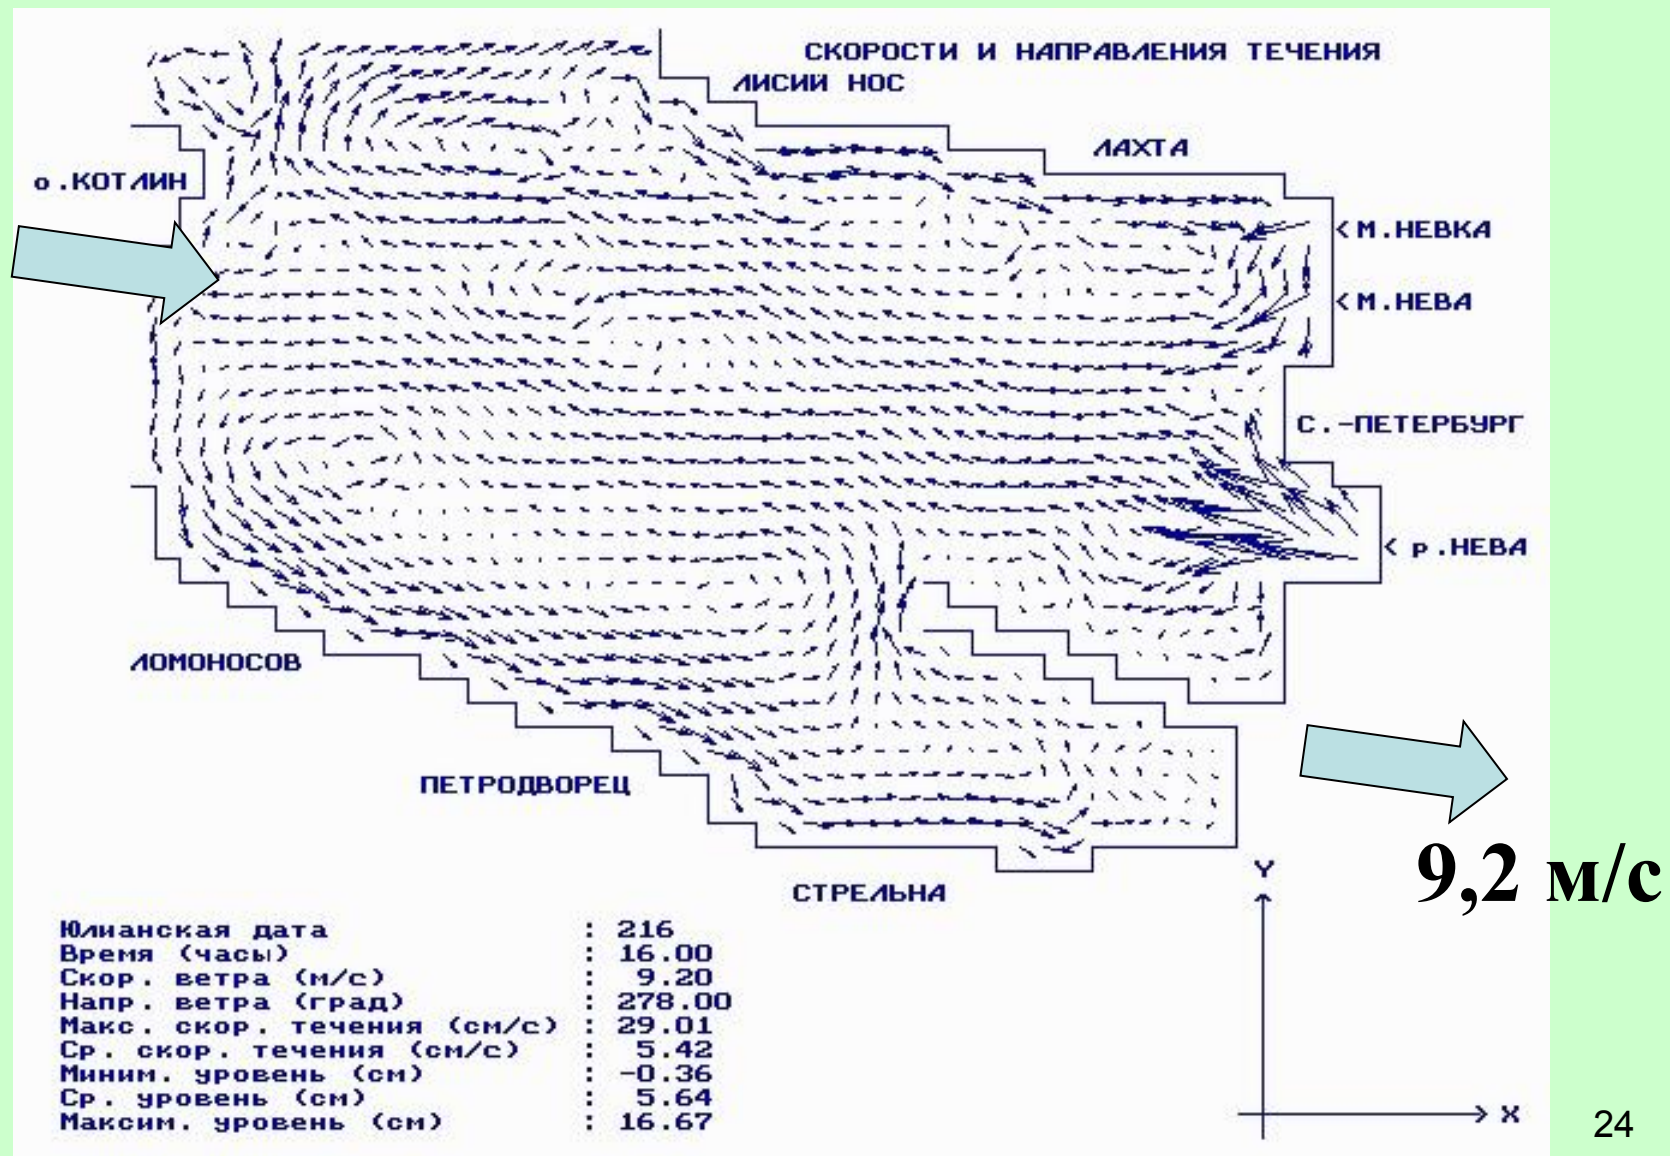 СКОРОСТИ И НАПРАВЛЕНИЯ ТЕЧЕНИЯ
ЛИСИЙ НОС
ЛАХТА
о.КОТЛИН
<М.НЕВКА
<М.НЕВА
С.-ПЕТЕРБУРГ
< р.НЕВА
ЛОМОНОСОВ
ПЕТРОДВОРЕЦ
9,2 м/с
СТРЕЛЬНА
Y
Юлианская дата : 216
Время (часы) : 16.00
Скор. ветра (м/с) : 9.20
Напр. ветра (град) : 278.00
Макс. скор. течения (см/с) : 29.01
Ср. скор. течения (см/с) : 5.42
Миним. уровень (см) : -0.36
Ср. уровень (см) : 5.64
Максим. уровень (см) : 16.67
X
24